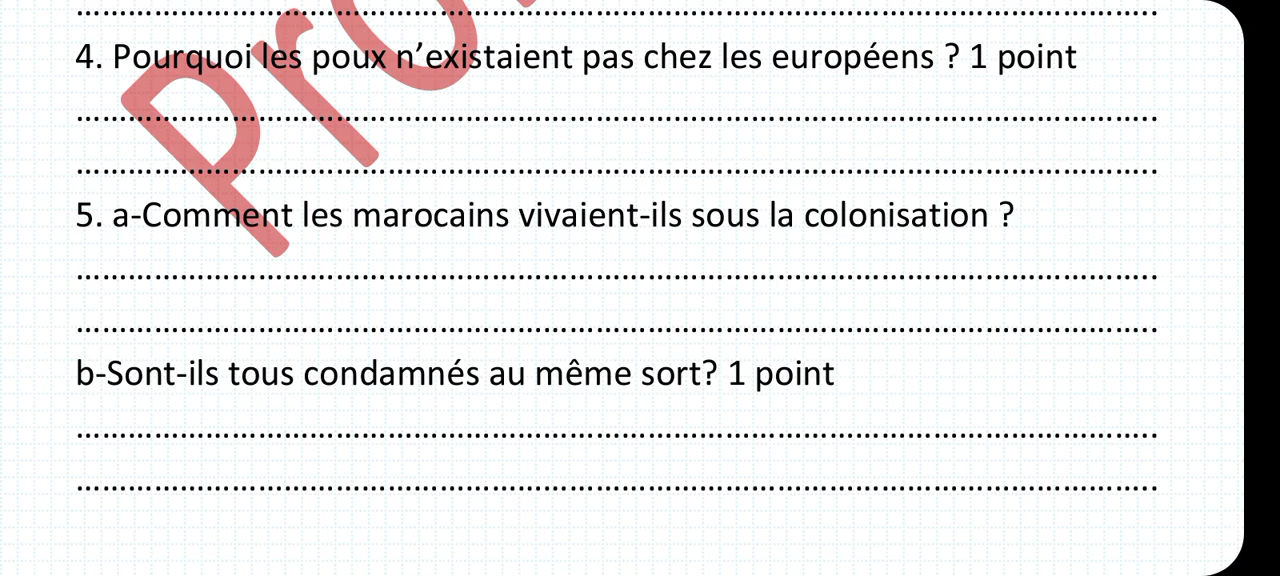 ……………………………………………………………………………………………………………..
4. Pourquoi les poux n’existaient pas chez les européens ? 1 point
……………………………………………………………………………………………………………..
……………………………………………………………………………………………………………..
5. a-Comment les marocains vivaient-ils sous la colonisation ?
……………………………………………………………………………………………………………..
……………………………………………………………………………………………………………..
b-Sont-ils tous condamnés au même sort? 1 point
……………………………………………………………………………………………………………..
……………………………………………………………………………………………………………..
Pro